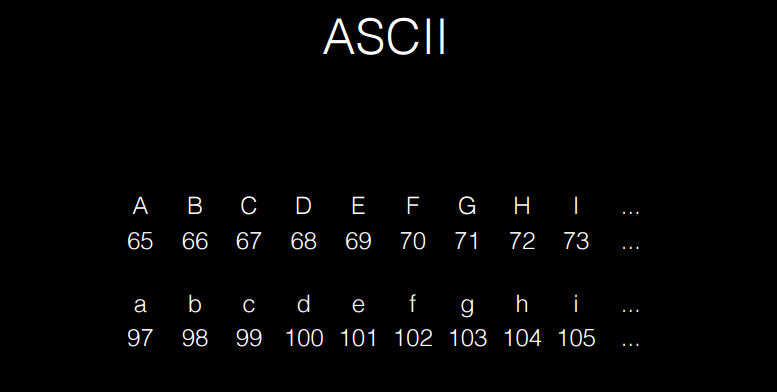 ASCII
A B C D E F G H I ...
65 66 67 68 69 70 71 72 73 ...
a b c d e f g h i ...
97 98 99 100 101 102 103 104 105 ...